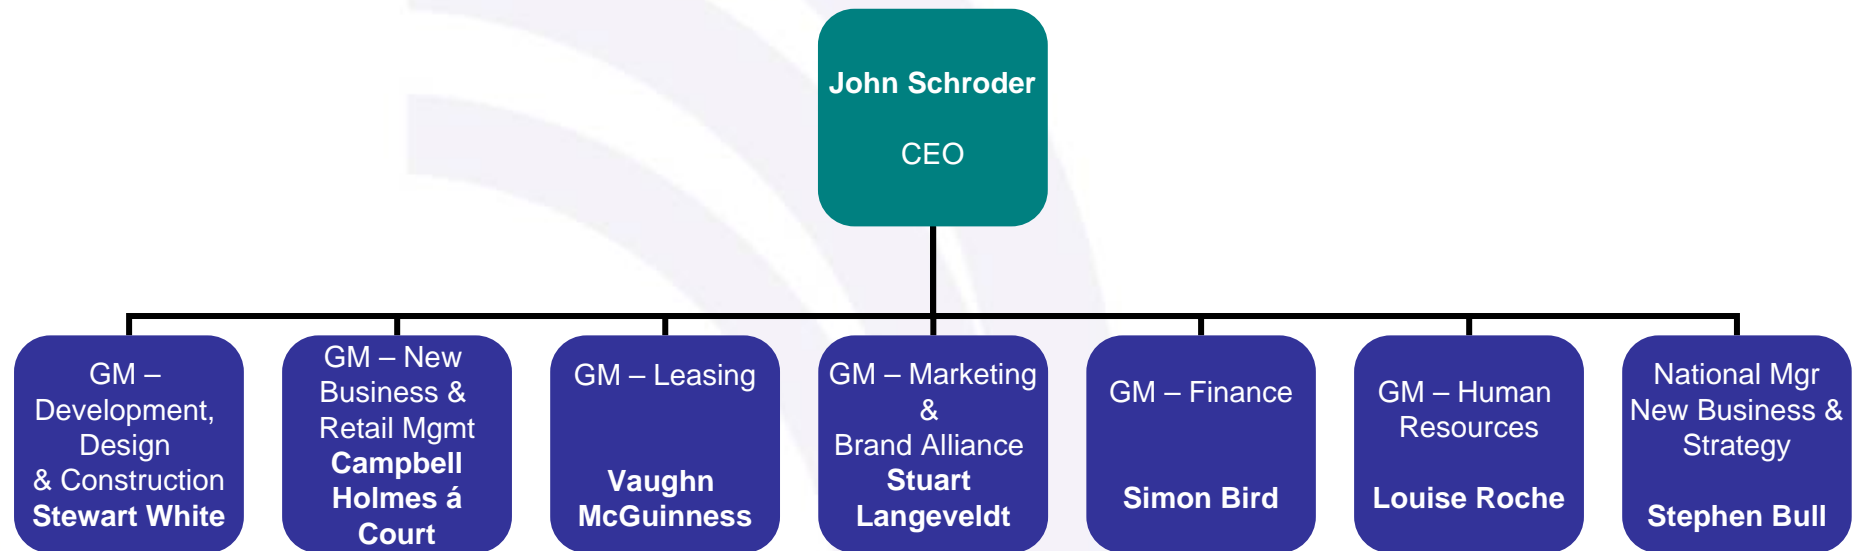 John Schroder
CEO
GM –
Development,
Design
& Construction
Stewart White
GM – New
Business &
Retail Mgmt
Campbell
Holmes á
Court
GM – Leasing
Vaughn
McGuinness
GM – Marketing
&
Brand Alliance
Stuart
Langeveldt
GM – Finance
Simon Bird
GM – Human
Resources
Louise Roche
National Mgr
New Business &
Strategy
Stephen Bull